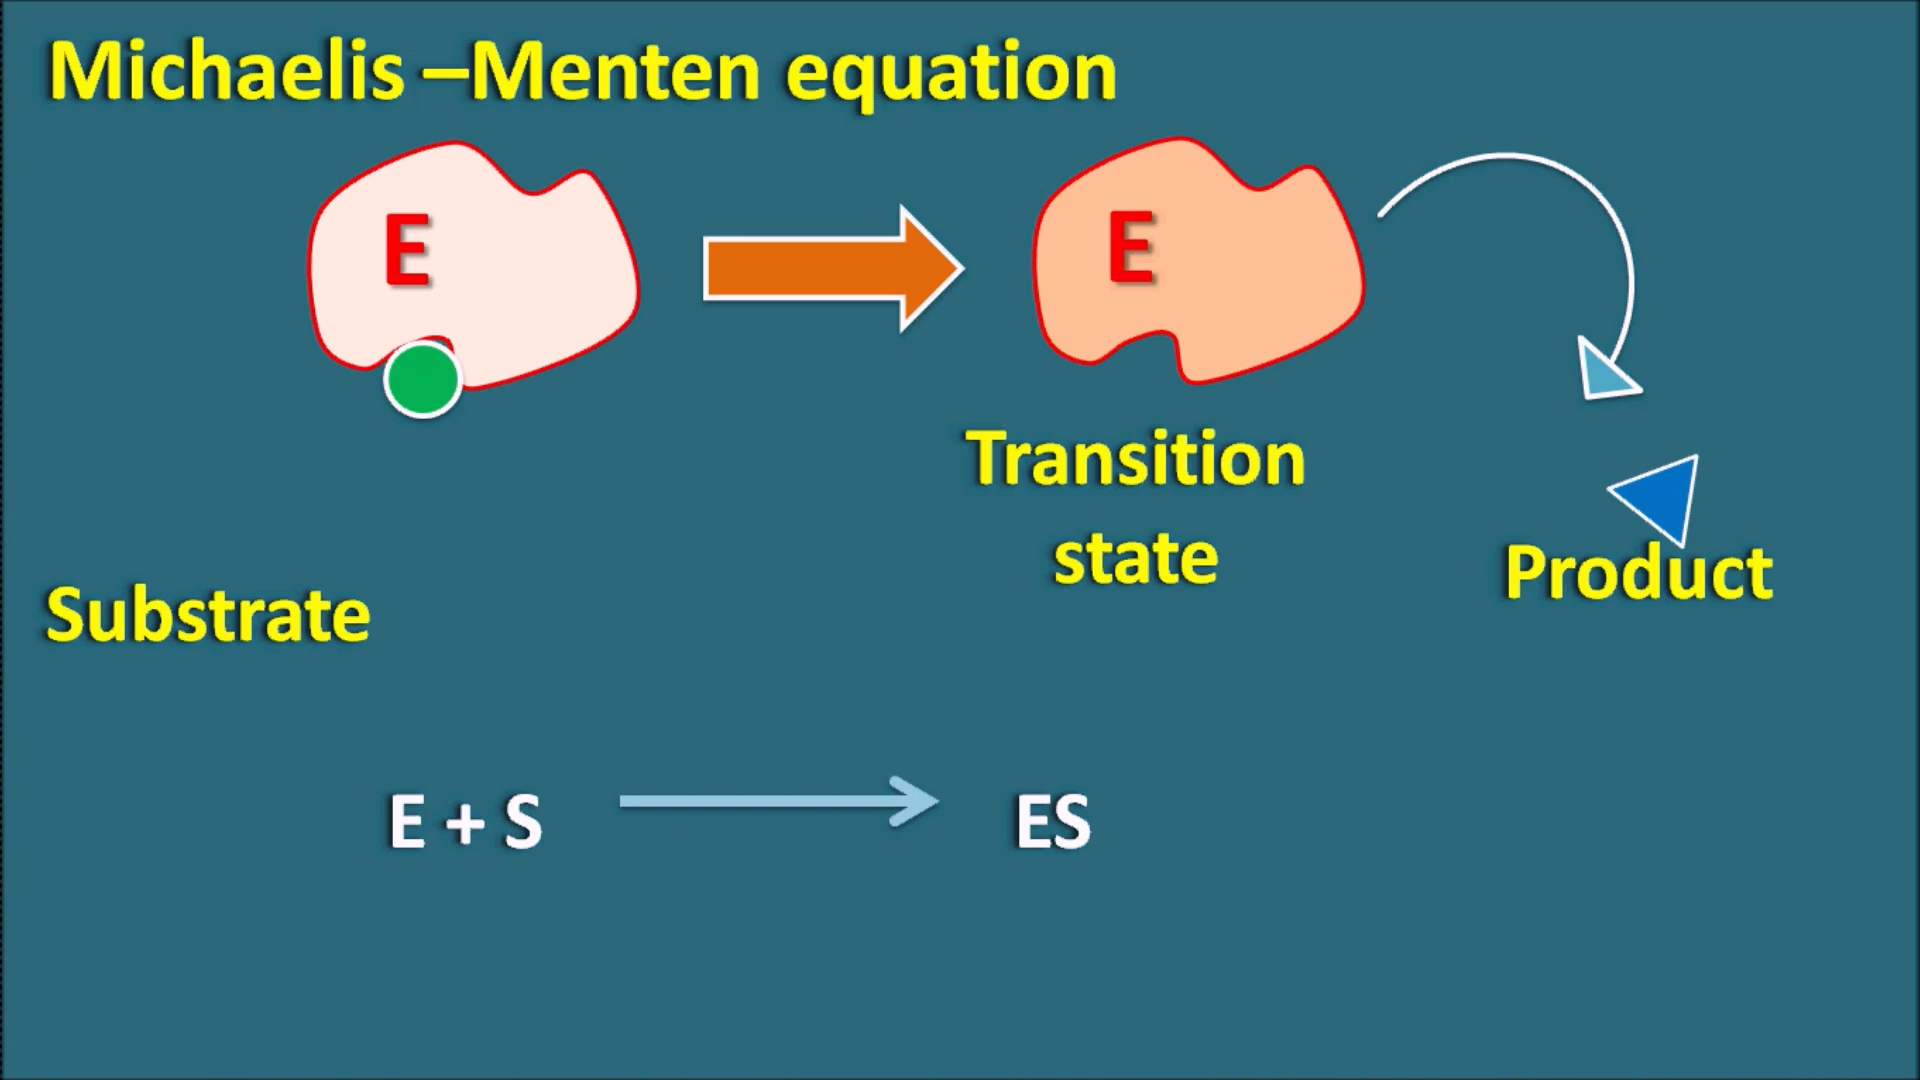 Michaelis –Menten equation
E
E
Transition
state
Product
Substrate
E + S
ES